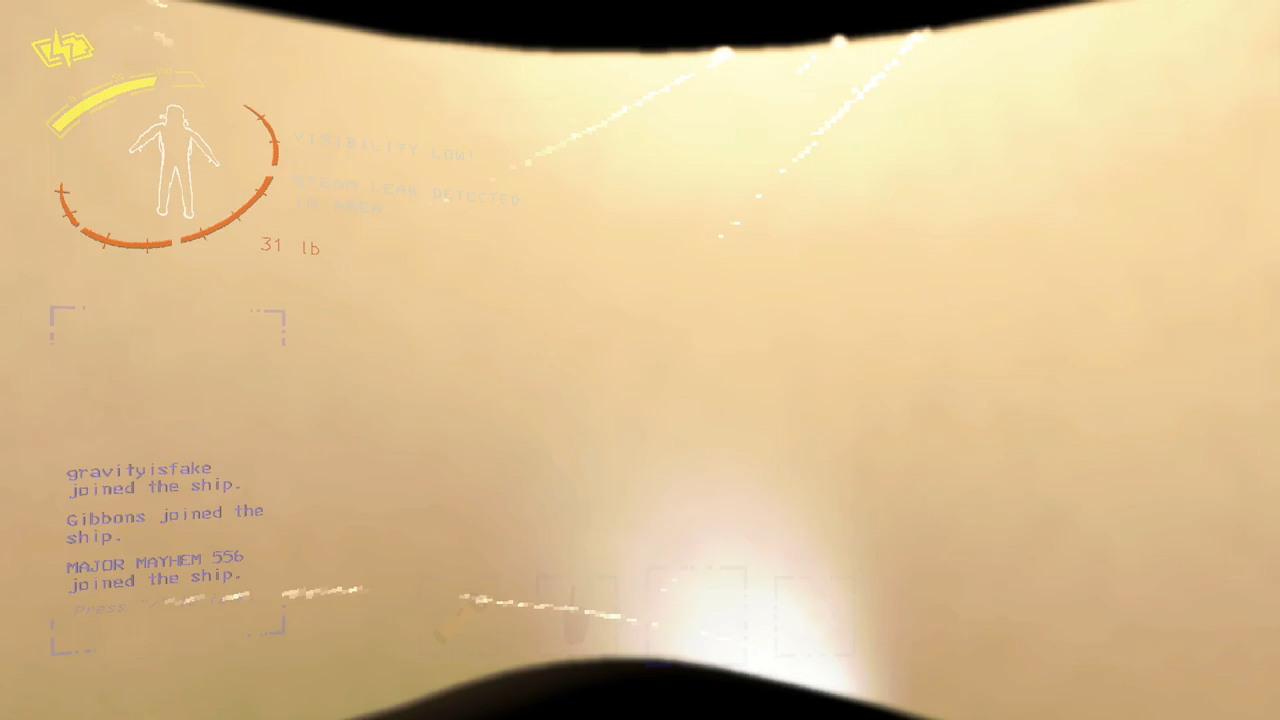 VISIBILITY LOW!
STEAM LEAK DETECTED
IN AREA
31 lb
gravityisfake
joined the ship.
Gibbons joined the
ship.
MAJOR MAYHEM 556
joined the ship.
Press